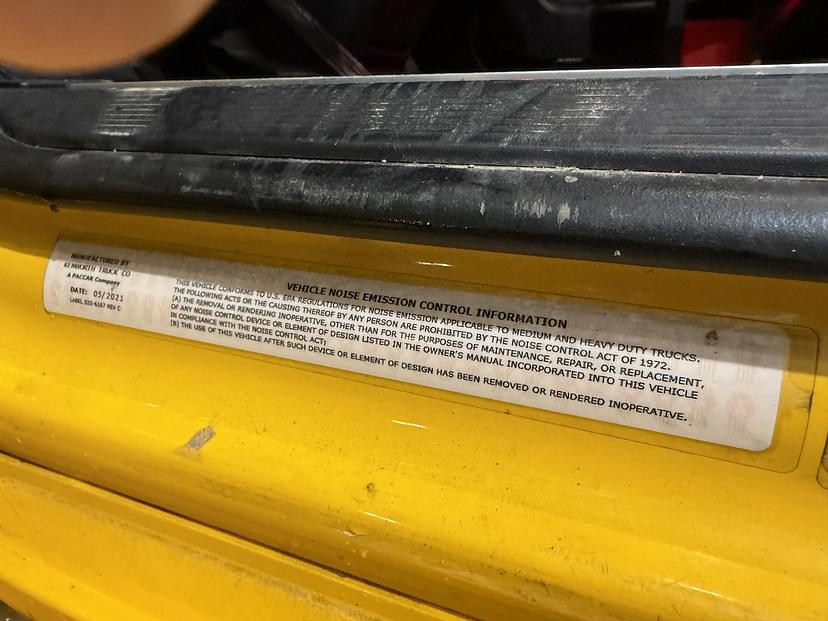 MANUFACTURED BY
KENWORTH TRUCK CO
A PACCAR Company
DATE: 05/2021
LABEL S20-6167 REV C
VEHICLE NOISE EMISSION CONTROL INFORMATION
THIS VEHICLE CONFORMS TO U.S. EPA REGULATIONS FOR NOISE EMISSION APPLICABLE TO MEDIUM AND HEAVY DUTY TRUCKS.
THE FOLLOWING ACTS OR THE CAUSING THEREOF BY ANY PERSON ARE PROHIBITED BY THE NOISE CONTROL ACT OF 1972.
(A) THE REMOVAL OR RENDERING INOPERATIVE, OTHER THAN FOR THE PURPOSES OF MAINTENANCE, REPAIR, OR REPLACEMENT,
OF ANY NOISE CONTROL DEVICE OR ELEMENT OF DESIGN LISTED IN THE OWNER'S MANUAL INCORPORATED INTO THIS VEHICLE
IN COMPLIANCE WITH THE NOISE CONTROL ACT;
(B) THE USE OF THIS VEHICLE AFTER SUCH DEVICE OR ELEMENT OF DESIGN HAS BEEN REMOVED OR RENDERED INOPERATIVE.